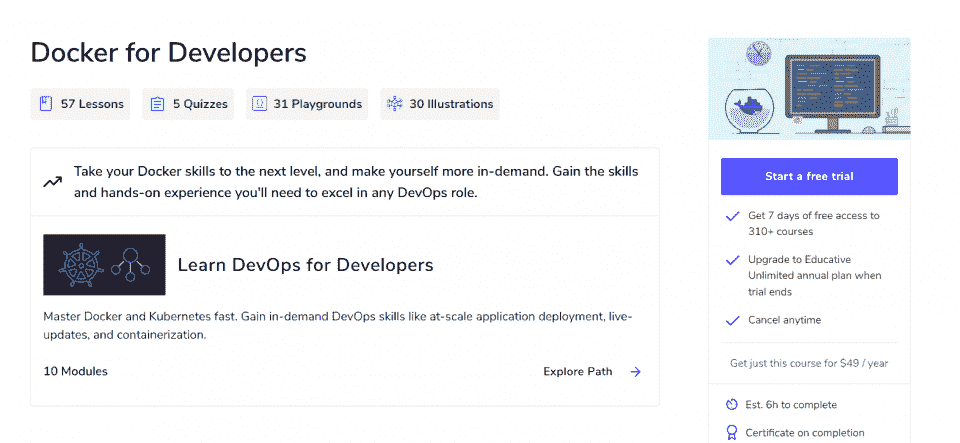 Docker for Developers
57 Lessons
5 Quizzes
31 Playgrounds
30 Illustrations
Take your Docker skills to the next level, and make yourself more in-demand. Gain the skills
and hands-on experience you'll need to excel in any DevOps role.
Learn DevOps for Developers
Master Docker and Kubernetes fast. Gain in-demand DevOps skills like at-scale application deployment, live-
updates, and containerization.
10 Modules
Explore Path
Start a free trial
Get 7 days of free access to
310+ courses
Upgrade to Educative
Unlimited annual plan when
trial ends
Cancel anytime
Get just this course for $49 / year
Est. 6h to complete
Certificate on completion